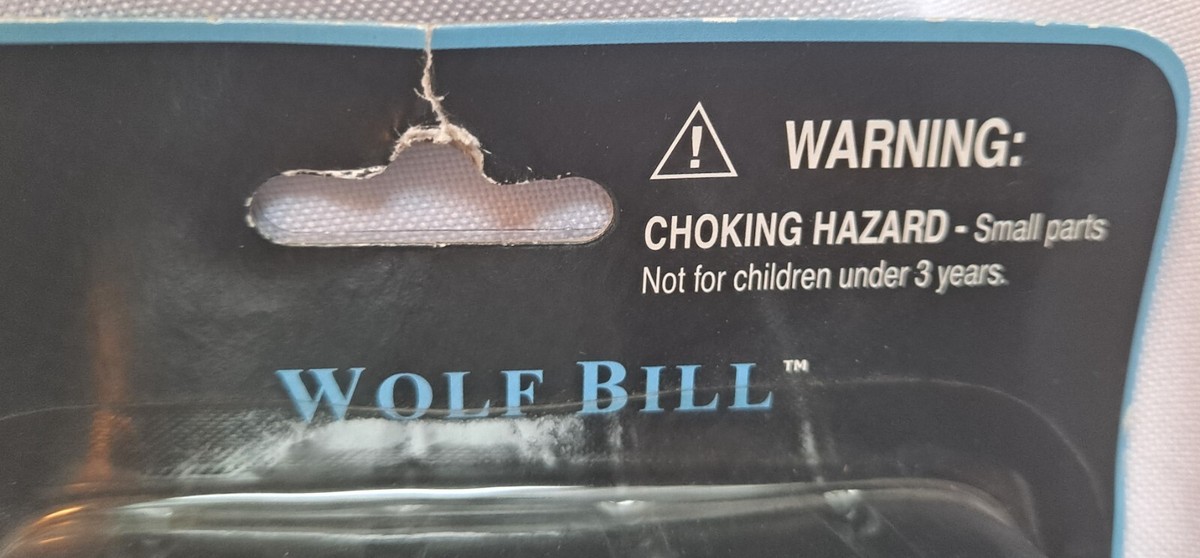 WARNING:
CHOKING HAZARD - Small parts
Not for children under 3 years.
WOLF BILL™